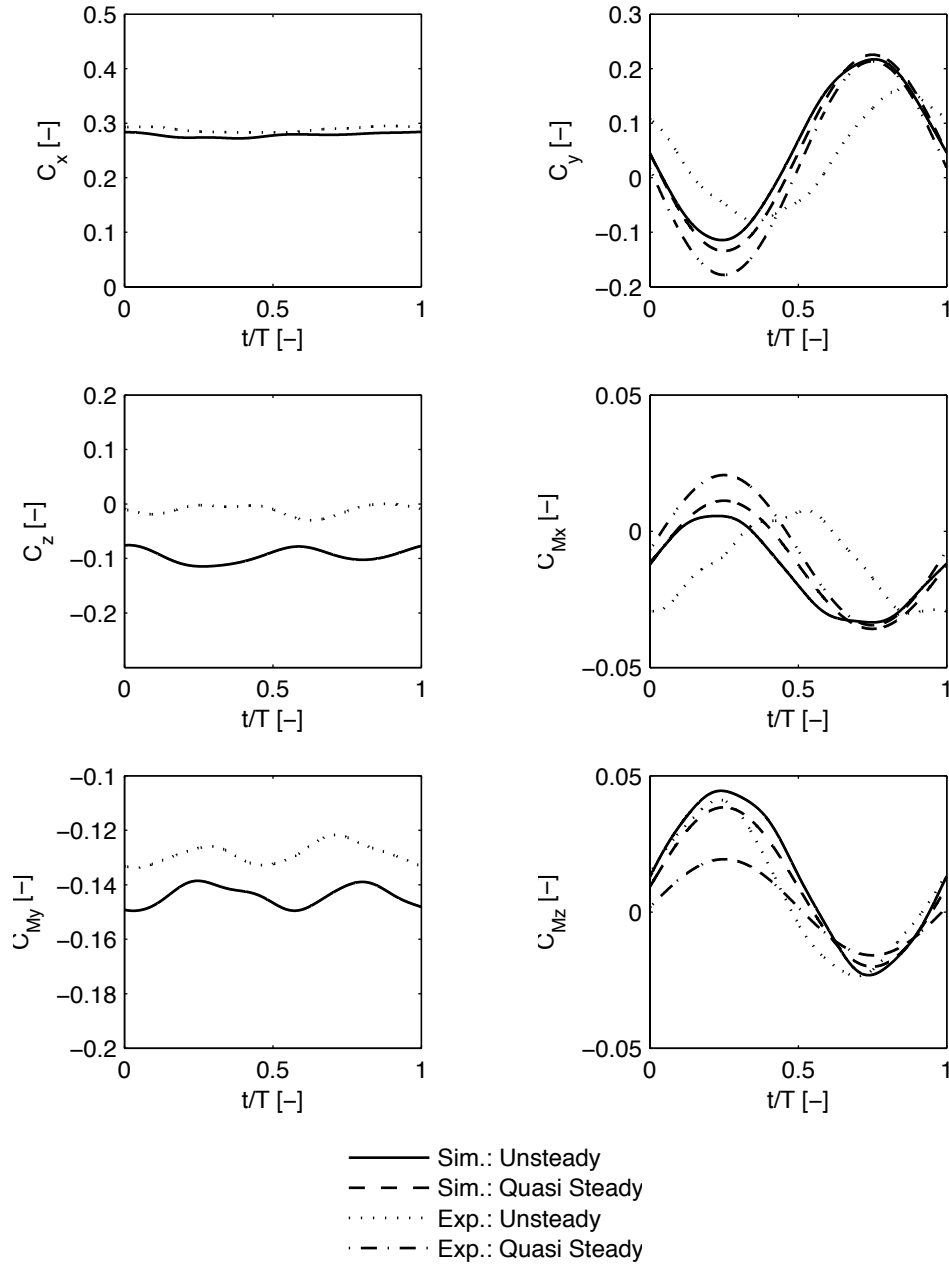 0.5
0.4
0.3
0.2
0.1
0
C_x [−]
0 0.5 1
t/T [−]
0.3
0.2
0.1
0
−0.1
−0.2
C_y [−]
0 0.5 1
t/T [−]
0.2
0.1
0
−0.1
−0.2
C_z [−]
0 0.5 1
t/T [−]
0.05
0
−0.05
C_Mx [−]
0 0.5 1
t/T [−]
−0.1
−0.12
−0.14
−0.16
−0.18
−0.2
C_My [−]
0 0.5 1
t/T [−]
0.05
0
−0.05
C_Mz [−]
0 0.5 1
t/T [−]
Sim.: Unsteady
Sim.: Quasi Steady
Exp.: Unsteady
Exp.: Quasi Steady